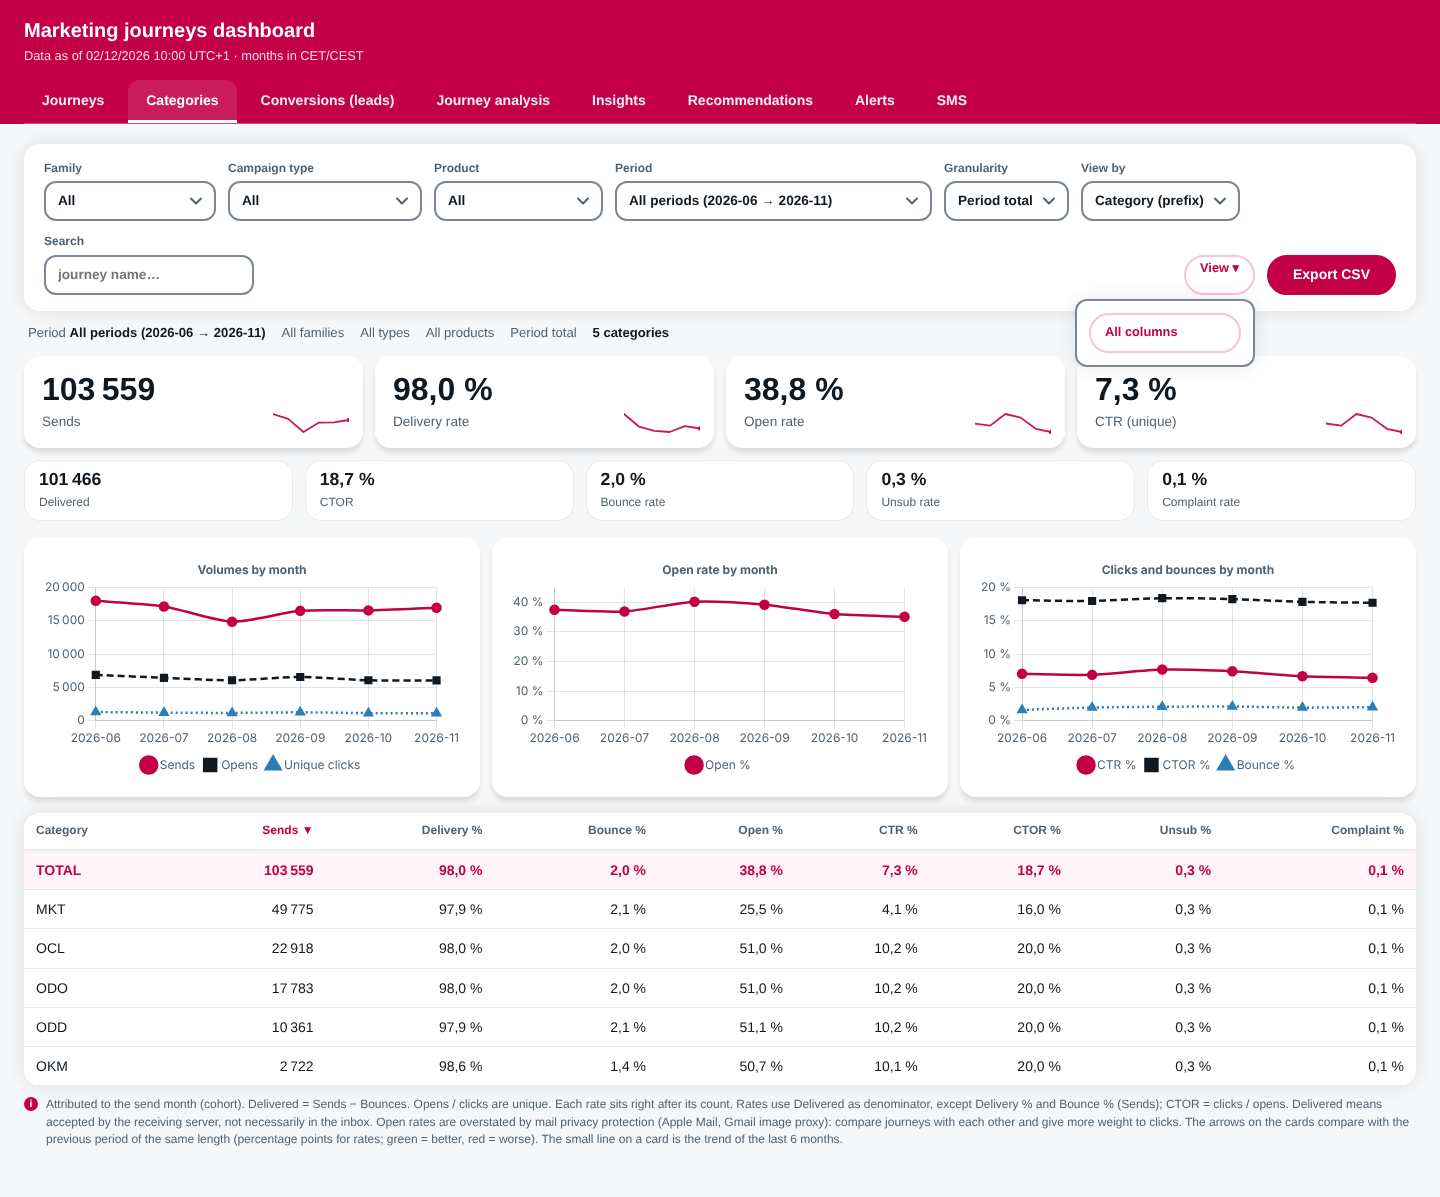 Marketing journeys dashboard
Data as of 02/12/2026 10:00 UTC+1 · months in CET/CEST
Journeys Categories Conversions (leads) Journey analysis Insights Recommendations Alerts SMS
Family Campaign type Product Period Granularity View by
All All All All periods (2026-06 → 2026-11) Period total Category (prefix)
Search
journey name… View ▾ Export CSV
All columns
Period All periods (2026-06 → 2026-11) All families All types All products Period total 5 categories
103 559 98,0 % 38,8 % 7,3 %
Sends Delivery rate Open rate CTR (unique)
101 466 18,7 % 2,0 % 0,3 % 0,1 %
Delivered CTOR Bounce rate Unsub rate Complaint rate
Volumes by month
20 000
15 000
10 000
5 000
0
2026-06 2026-07 2026-08 2026-09 2026-10 2026-11
Sends Opens Unique clicks
Open rate by month
40 %
30 %
20 %
10 %
0 %
2026-06 2026-07 2026-08 2026-09 2026-10 2026-11
Open %
Clicks and bounces by month
20 %
15 %
10 %
5 %
0 %
2026-06 2026-07 2026-08 2026-09 2026-10 2026-11
CTR % CTOR % Bounce %
Category Sends ▼ Delivery % Bounce % Open % CTR % CTOR % Unsub % Complaint %
TOTAL 103 559 98,0 % 2,0 % 38,8 % 7,3 % 18,7 % 0,3 % 0,1 %
MKT 49 775 97,9 % 2,1 % 25,5 % 4,1 % 16,0 % 0,3 % 0,1 %
OCL 22 918 98,0 % 2,0 % 51,0 % 10,2 % 20,0 % 0,3 % 0,1 %
ODO 17 783 98,0 % 2,0 % 51,0 % 10,2 % 20,0 % 0,3 % 0,1 %
ODD 10 361 97,9 % 2,1 % 51,1 % 10,2 % 20,0 % 0,3 % 0,1 %
OKM 2 722 98,6 % 1,4 % 50,7 % 10,1 % 20,0 % 0,3 % 0,1 %
i Attributed to the send month (cohort). Delivered = Sends − Bounces. Opens / clicks are unique. Each rate sits right after its count. Rates use Delivered as denominator, except Delivery % and Bounce % (Sends); CTOR = clicks / opens. Delivered means
accepted by the receiving server, not necessarily in the inbox. Open rates are overstated by mail privacy protection (Apple Mail, Gmail image proxy): compare journeys with each other and give more weight to clicks. The arrows on the cards compare with the
previous period of the same length (percentage points for rates; green = better, red = worse). The small line on a card is the trend of the last 6 months.